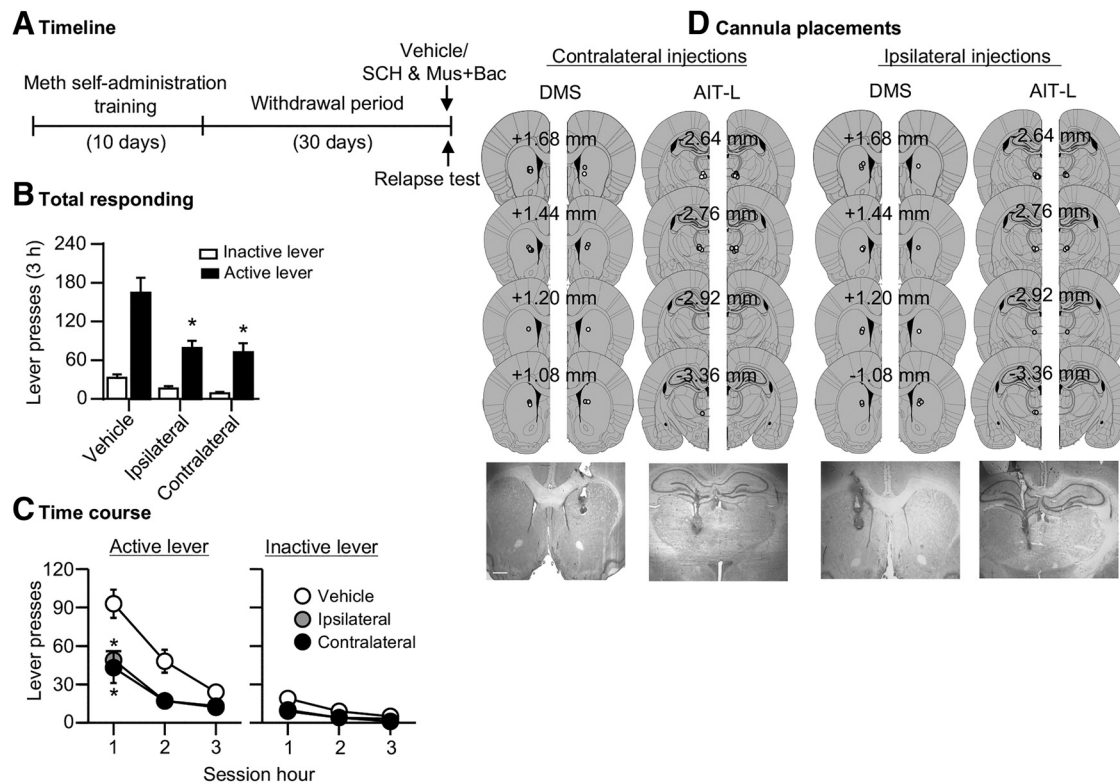 A Timeline
Vehicle/
SCH & Mus+Bac
Meth self-administration
training
Withdrawal period
(10 days)
(30 days)
Relapse test
B Total responding
Lever presses (3 h)
240
180
120
60
0
Inactive lever
Active lever
*
*
Vehicle
Ipsilateral
Contralateral
C Time course
Active lever
Inactive lever
Lever presses
120
90
60
30
0
*
*
Vehicle
Ipsilateral
Contralateral
1 2 3
1 2 3
Session hour
D Cannula placements
Contralateral injections
Ipsilateral injections
DMS AIT-L
DMS AIT-L
+1.68 mm -2.64 mm +1.68 mm -2.64 mm
+1.44 mm -2.76 mm +1.44 mm -2.76 mm
+1.20 mm -2.92 mm +1.20 mm -2.92 mm
+1.08 mm -3.36 mm -1.08 mm -3.36 mm